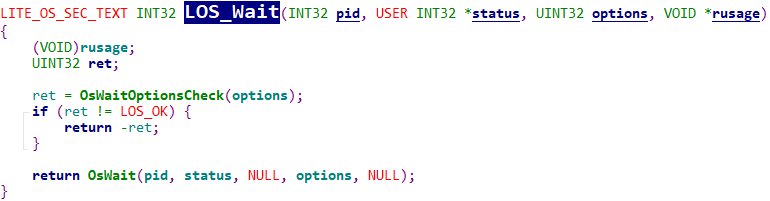 LITE_OS_SEC_TEXT INT32 LOS_Wait(INT32 pid, USER INT32 *status, UINT32 options, VOID *rusage)
{
    (VOID)rusage;
    UINT32 ret;

    ret = OsWaitOptionsCheck(options);
    if (ret != LOS_OK) {
        return -ret;
    }

    return OsWait(pid, status, NULL, options, NULL);
}